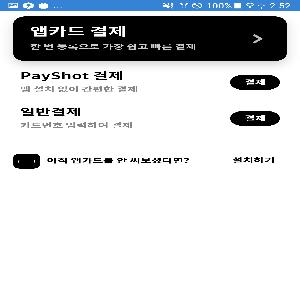 100% 2:52
앱카드 결제
한 번 등록으로 가장 쉽고 빠른 결제
PayShot 결제
앱 설치 없이 간편한 결제
결제
일반결제
카드번호 입력하여 결제
결제
아직 앱카드를 안 써보셨다면?
설치하기